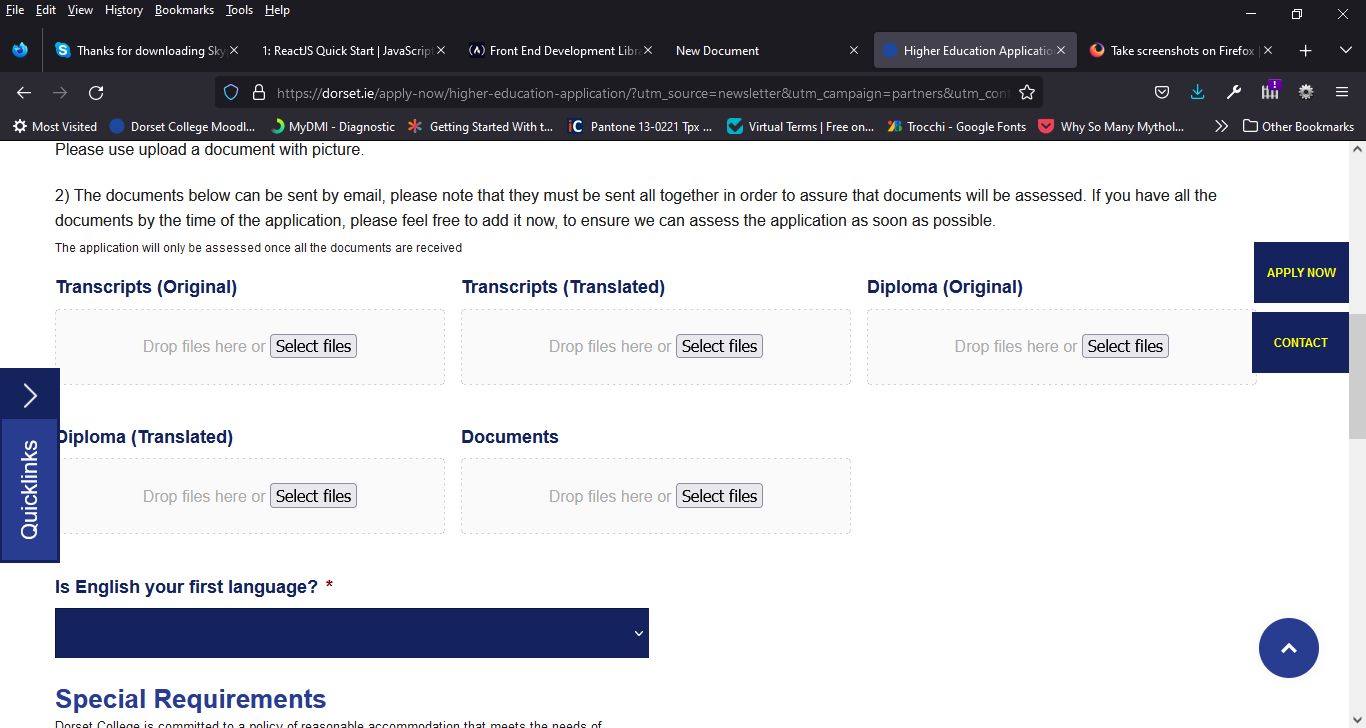 File Edit View History Bookmarks Tools Help
Thanks for downloading Sky
1: ReactJS Quick Start | JavaScript
(A) Front End Development Libra
New Document
Higher Education Applicatio
Take screenshots on Firefox |
https://dorset.ie/apply-now/higher-education-application/?utm_source=newsletter&utm_campaign=partners&utm_con
Most Visited
Dorset College Moodl...
MyDMI - Diagnostic
Getting Started With t...
iC Pantone 13-0221 Tpx ...
Virtual Terms | Free on...
Trocchi - Google Fonts
Why So Many Mythol...
Other Bookmarks
Please use upload a document with picture.
2) The documents below can be sent by email, please note that they must be sent all together in order to assure that documents will be assessed. If you have all the
documents by the time of the application, please feel free to add it now, to ensure we can assess the application as soon as possible.
The application will only be assessed once all the documents are received
APPLY NOW
Transcripts (Original) Transcripts (Translated) Diploma (Original)
Drop files here or Select files Drop files here or Select files Drop files here or Select files
CONTACT
Quicklinks
Diploma (Translated) Documents
Drop files here or Select files Drop files here or Select files
Is English your first language? *
Special Requirements
Dorset College is committed to a policy of reasonable accommodation that meets the needs of